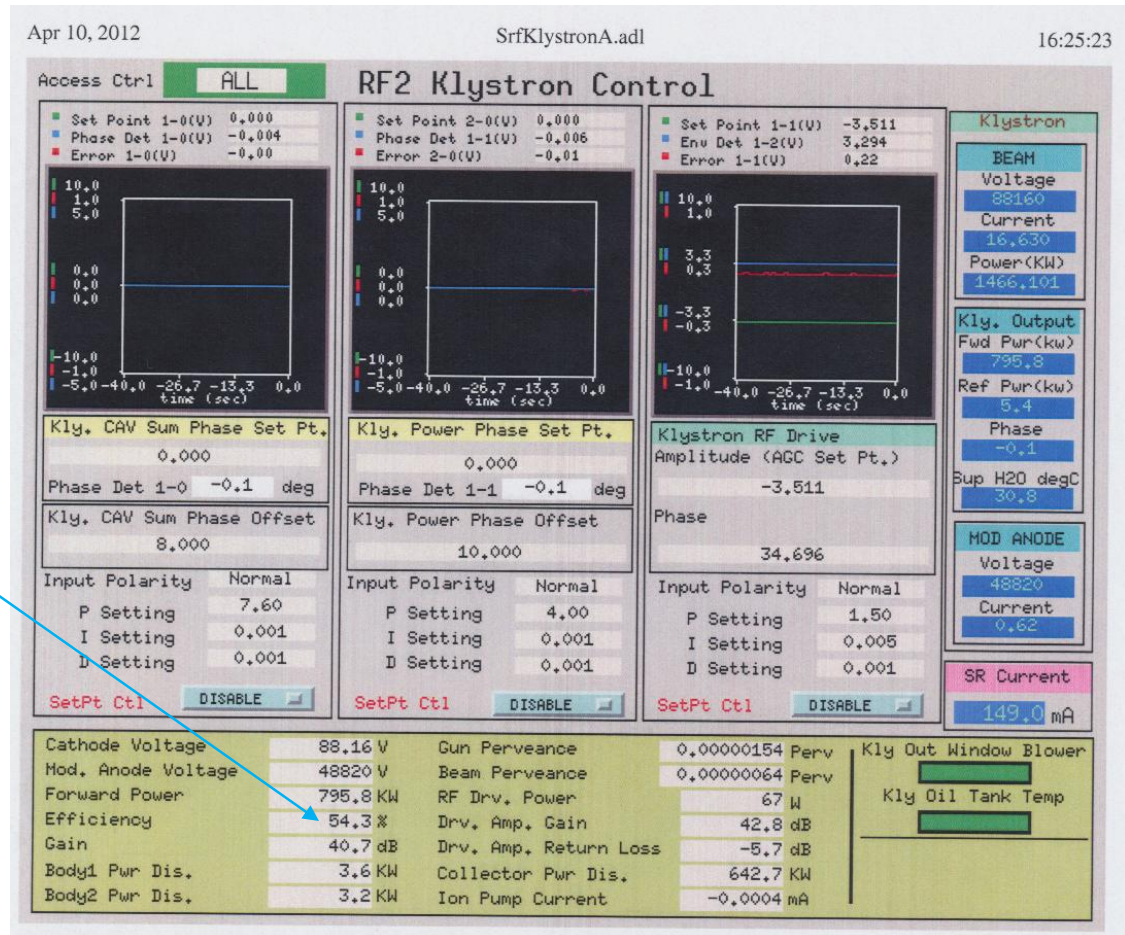 Apr 10, 2012 SrfKlystronA.adl 16:25:23
Access Ctrl ALL RF2 Klystron Control
Set Point 1-0(V) 0.000
Phase Det 1-0(V) -0.004
Error 1-0(V) -0.00
10.0
1.0
5.0
0.0
0.0
0.0
-10.0
-1.0
-5.0 -40.0 -26.7 -13.3 0.0
time (sec)
Kly. CAV Sum Phase Set Pt.
0.000
Phase Det 1-0 -0.1 deg
Kly. CAV Sum Phase Offset
8.000
Input Polarity Normal
P Setting 7.60
I Setting 0.001
D Setting 0.001
SetPt Ctl DISABLE
Set Point 2-0(V) 0.000
Phase Det 1-1(V) -0.006
Error 2-0(V) -0.01
10.0
1.0
5.0
0.0
0.0
0.0
-10.0
-1.0
-5.0 -40.0 -26.7 -13.3 0.0
time (sec)
Kly. Power Phase Set Pt.
0.000
Phase Det 1-1 -0.1 deg
Kly. Power Phase Offset
10.000
Input Polarity Normal
P Setting 4.00
I Setting 0.001
D Setting 0.001
SetPt Ctl DISABLE
Set Point 1-1(V) -3.511
Env Det 1-2(V) 3.294
Error 1-1(V) 0.22
10.0
1.0
3.3
0.3
-3.3
-0.3
-10.0
-1.0 -40.0 -26.7 -13.3 0.0
time (sec)
Klystron RF Drive
Amplitude (AGC Set Pt.)
-3.511
Phase
34.696
Input Polarity Normal
P Setting 1.50
I Setting 0.005
D Setting 0.001
SetPt Ctl DISABLE
Klystron
BEAM
Voltage
88160
Current
16.630
Power(KW)
1466.101
Kly. Output
Fwd Pwr(kw)
795.8
Ref Pwr(kw)
5.4
Phase
-0.1
Sup H2O degC
30.8
MOD ANODE
Voltage
48820
Current
0.62
SR Current
149.0 mA
Cathode Voltage 88.16 V
Mod. Anode Voltage 48820 V
Forward Power 795.8 KW
Efficiency 54.3 %
Gain 40.7 dB
Body1 Pwr Dis. 3.6 KW
Body2 Pwr Dis. 3.2 KW
Gun Perveance 0.00000154 Perv
Beam Perveance 0.00000064 Perv
RF Drv. Power 67 W
Drv. Amp. Gain 42.8 dB
Drv. Amp. Return Loss -5.7 dB
Collector Pwr Dis. 642.7 KW
Ion Pump Current -0.0004 mA
Kly Out Window Blower
Kly Oil Tank Temp